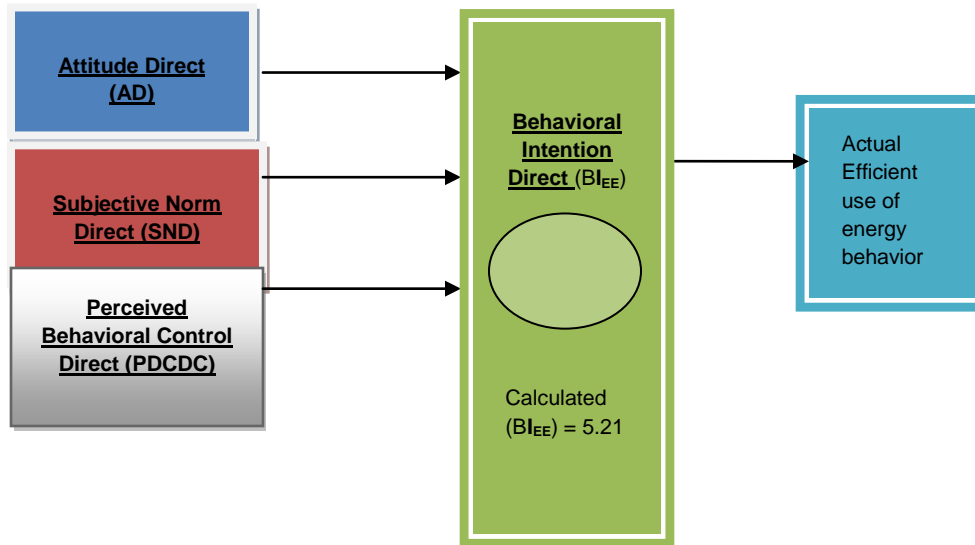 Attitude Direct
(AD)
Subjective Norm
Direct (SND)
Perceived
Behavioral Control
Direct (PDCDC)
Behavioral
Intention
Direct (BIEE)
Calculated
(BIEE) = 5.21
Actual
Efficient
use of
energy
behavior